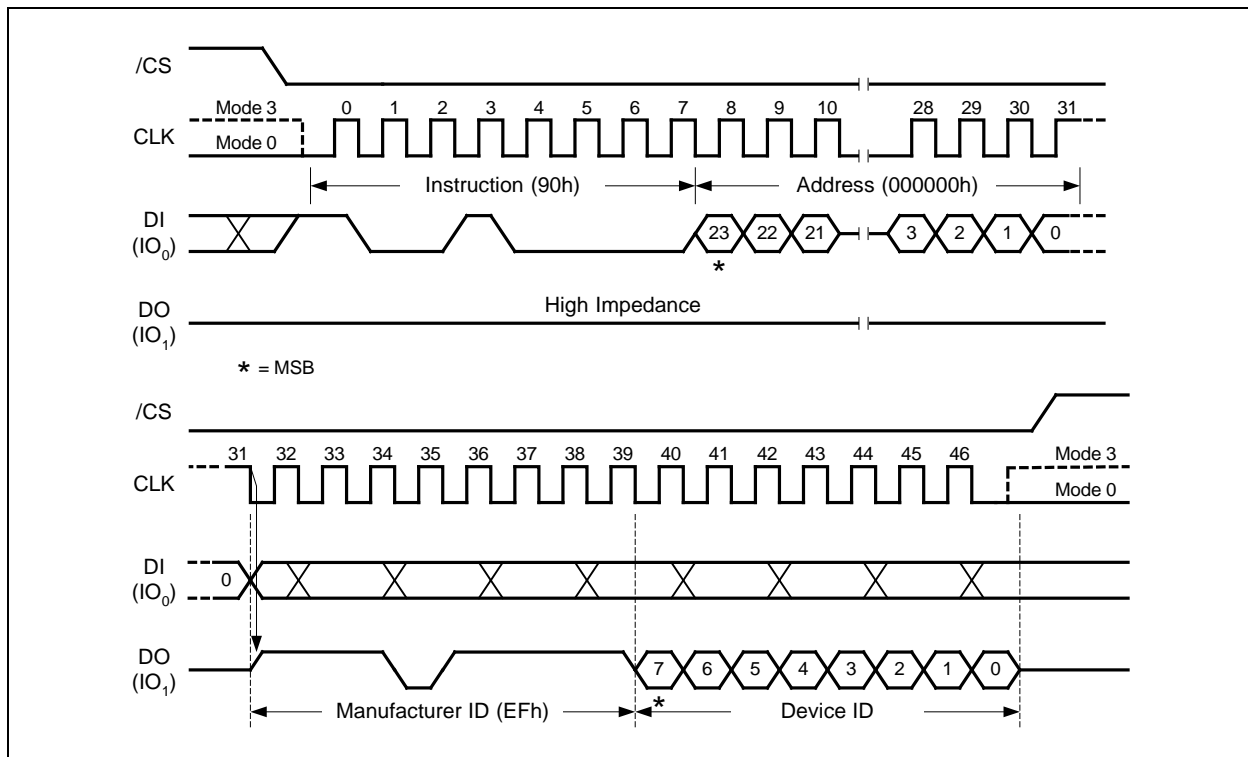 /CS
Mode 3 0 1 2 3 4 5 6 7 8 9 10 28 29 30 31
CLK
Mode 0
Instruction (90h) Address (000000h)
DI
(IO0) 23 22 21 3 2 1 0
*
DO High Impedance
(IO1)
* = MSB
/CS
31 32 33 34 35 36 37 38 39 40 41 42 43 44 45 46 Mode 3
CLK
Mode 0
DI
(IO0) 0
DO
(IO1) 7 6 5 4 3 2 1 0
*
Manufacturer ID (EFh) Device ID